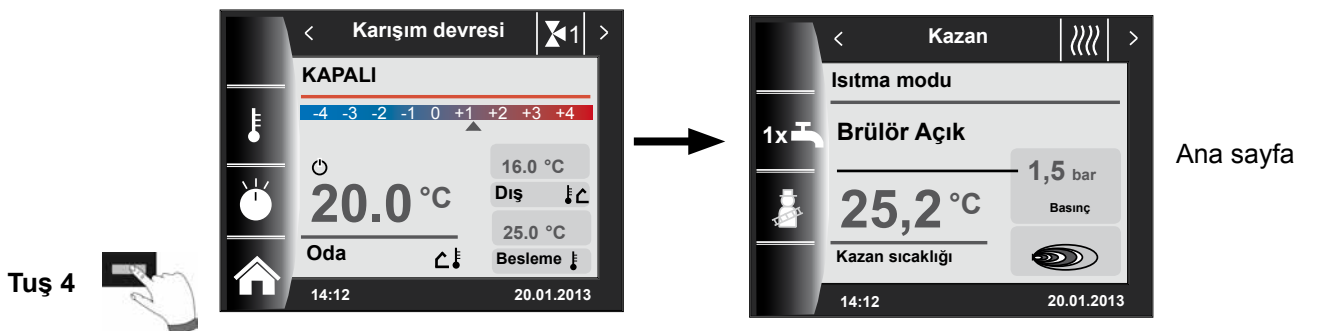 Tuş 4
< Karışım devresi 1 >
KAPALI
-4 -3 -2 -1 0 +1 +2 +3 +4
16.0 °C
20.0 °C
Dış
25.0 °C
Oda
Besleme
14:12 20.01.2013
< Kazan >
Isıtma modu
1x
Brülör Açık
1,5 bar
25,2 °C
Basınç
Kazan sıcaklığı
14:12 20.01.2013
Ana sayfa